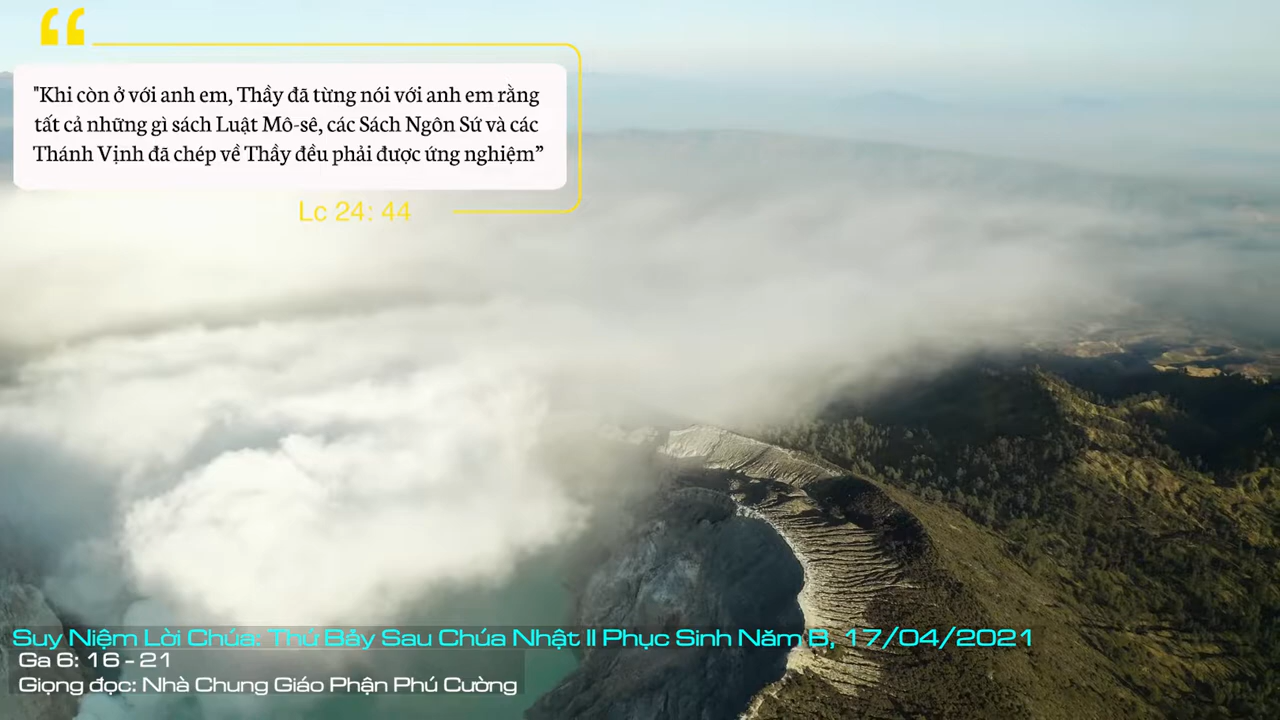 "Khi còn ở với anh em, Thầy đã từng nói với anh em rằng
tất cả những gì sách Luật Mô-sê, các Sách Ngôn Sứ và các
Thánh Vịnh đã chép về Thầy đều phải được ứng nghiệm”
Lc 24: 44
Suy Niệm Lời Chúa: Thứ Bảy Sau Chúa Nhật II Phục Sinh Năm B, 17/04/2021
Ga 6: 16 - 21
Giọng đọc: Nhà Chung Giáo Phận Phú Cường